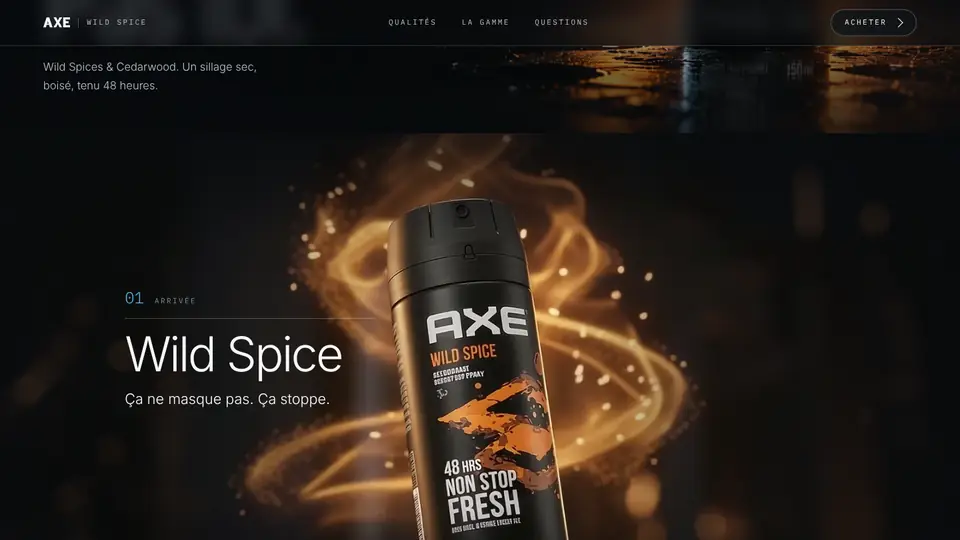 AXE
WILD SPICE
QUALITÉS
LA GAMME
QUESTIONS
ACHETER
Wild Spices & Cedarwood. Un sillage sec,
boisé, tenu 48 heures.
150
01 ARRIVÉE
Wild Spice
Ça ne masque pas. Ça stoppe.
AXE
WILD SPICE
48 HRS
NON STOP
FRESH